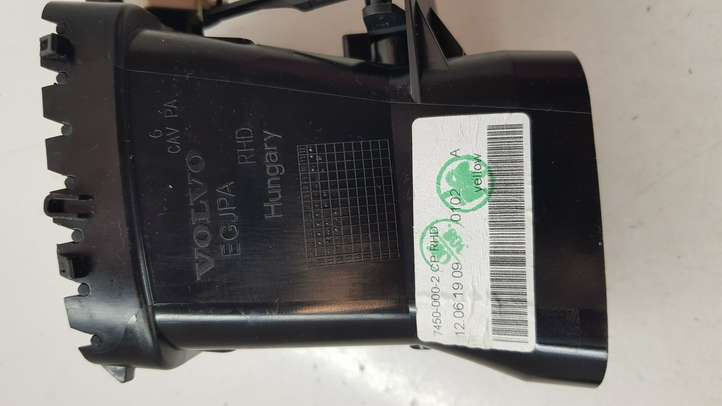 6
CAV PA
VOLVO
EGJPA RHD
Hungary
7450-000-2 CP RHD
12.06.19 09 /0102 A
yellow